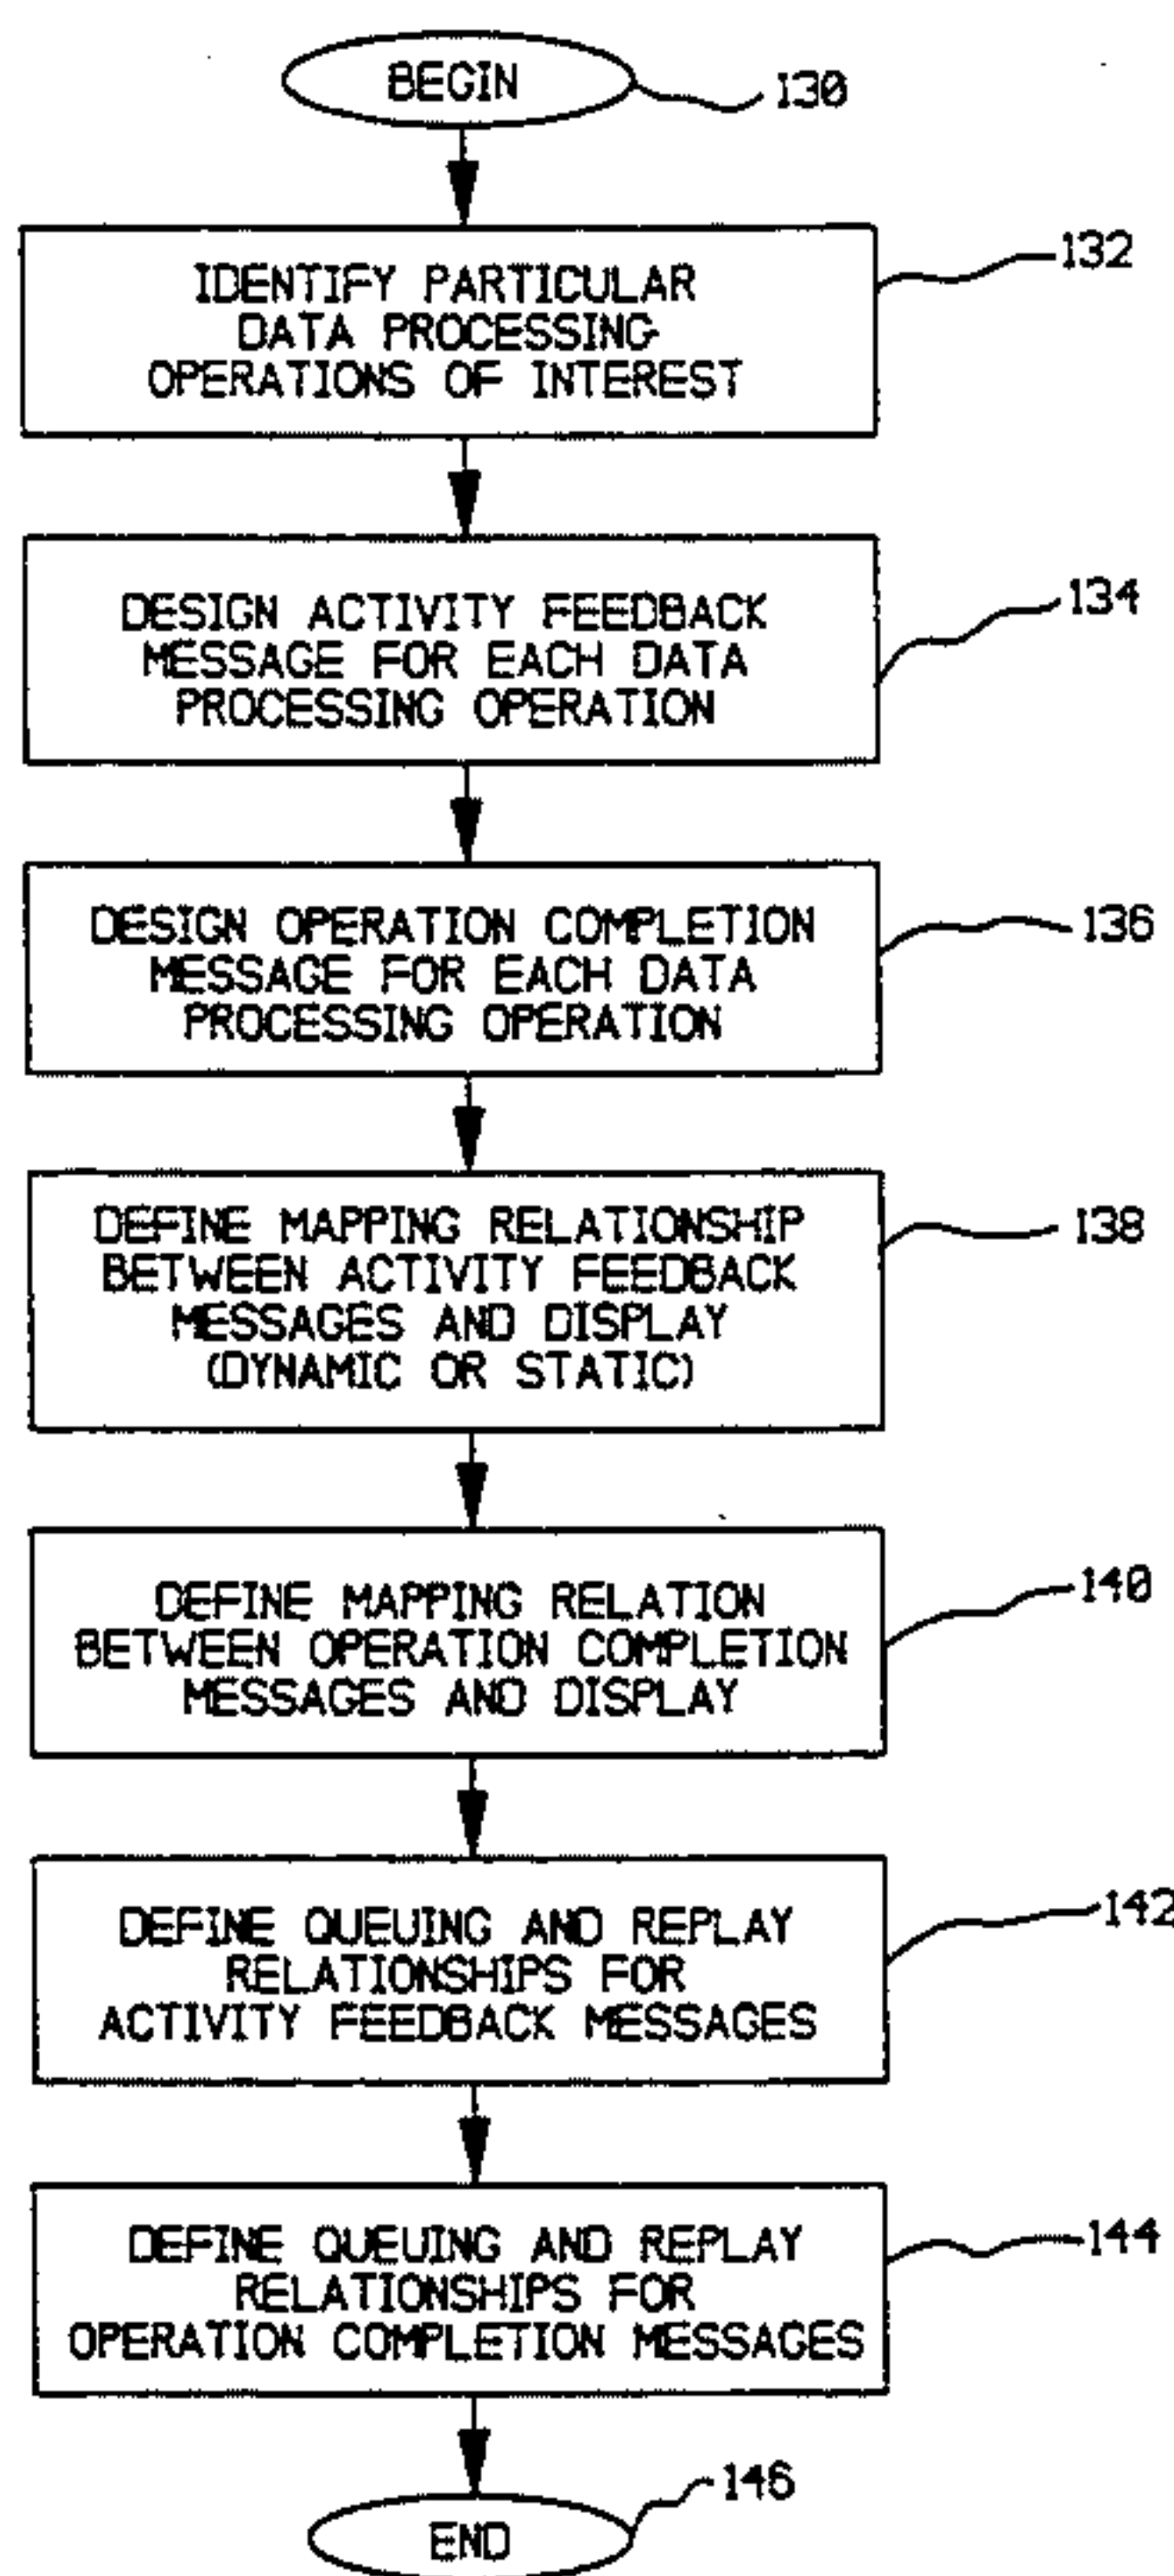 BEGIN
130
132
IDENTIFY PARTICULAR
DATA PROCESSING
OPERATIONS OF INTEREST
134
DESIGN ACTIVITY FEEDBACK
MESSAGE FOR EACH DATA
PROCESSING OPERATION
136
DESIGN OPERATION COMPLETION
MESSAGE FOR EACH DATA
PROCESSING OPERATION
138
DEFINE MAPPING RELATIONSHIP
BETWEEN ACTIVITY FEEDBACK
MESSAGES AND DISPLAY
(DYNAMIC OR STATIC)
140
DEFINE MAPPING RELATION
BETWEEN OPERATION COMPLETION
MESSAGES AND DISPLAY
142
DEFINE QUEUING AND REPLAY
RELATIONSHIPS FOR
ACTIVITY FEEDBACK MESSAGES
144
DEFINE QUEUING AND REPLAY
RELATIONSHIPS FOR
OPERATION COMPLETION MESSAGES
146
END